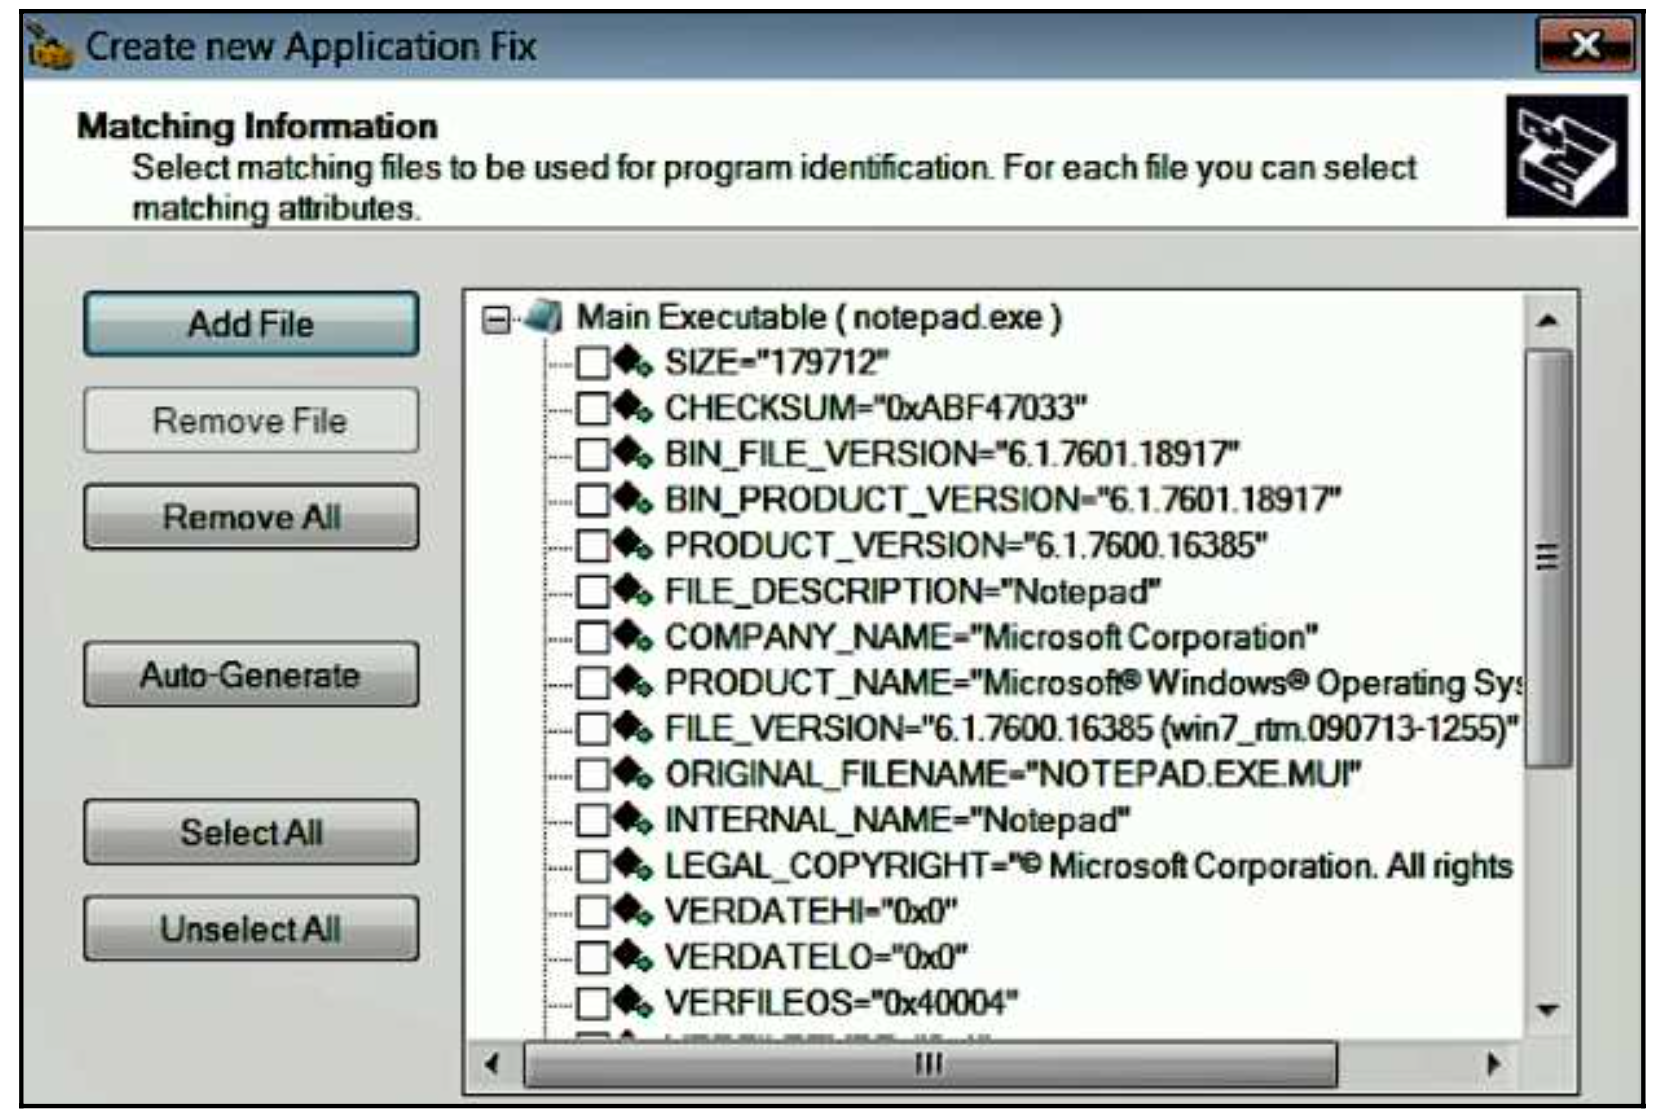 Create new Application Fix
Matching Information
Select matching files to be used for program identification. For each file you can select
matching attributes.
Add File
Remove File
Remove All
Auto-Generate
Select All
Unselect All
Main Executable ( notepad.exe )
SIZE="179712"
CHECKSUM="0xABF47033"
BIN_FILE_VERSION="6.1.7601.18917"
BIN_PRODUCT_VERSION="6.1.7601.18917"
PRODUCT_VERSION="6.1.7600.16385"
FILE_DESCRIPTION="Notepad"
COMPANY_NAME="Microsoft Corporation"
PRODUCT_NAME="Microsoft® Windows® Operating Sys
FILE_VERSION="6.1.7600.16385 (win7_rtm.090713-1255)"
ORIGINAL_FILENAME="NOTEPAD.EXE.MUI"
INTERNAL_NAME="Notepad"
LEGAL_COPYRIGHT="© Microsoft Corporation. All rights
VERDATEHI="0x0"
VERDATELO="0x0"
VERFILEOS="0x40004"